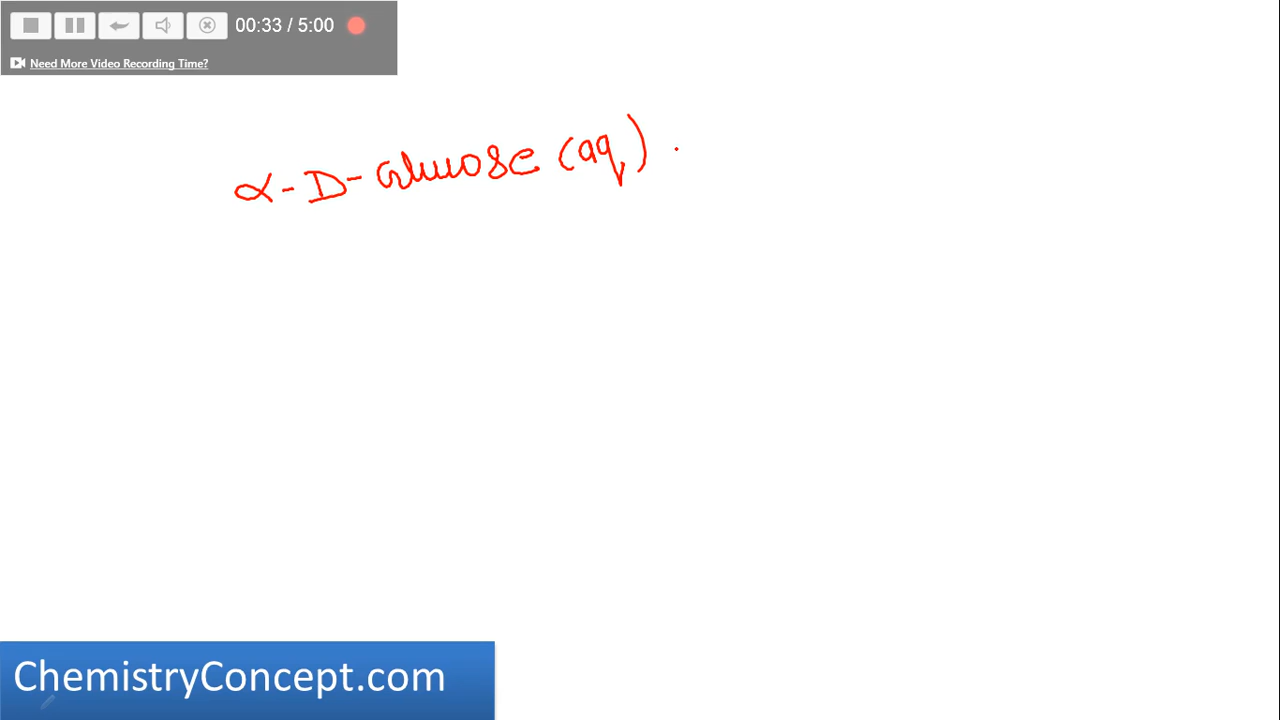 00:33 / 5:00
Need More Video Recording Time?
α-D-Glucose (aq)
ChemistryConcept.com